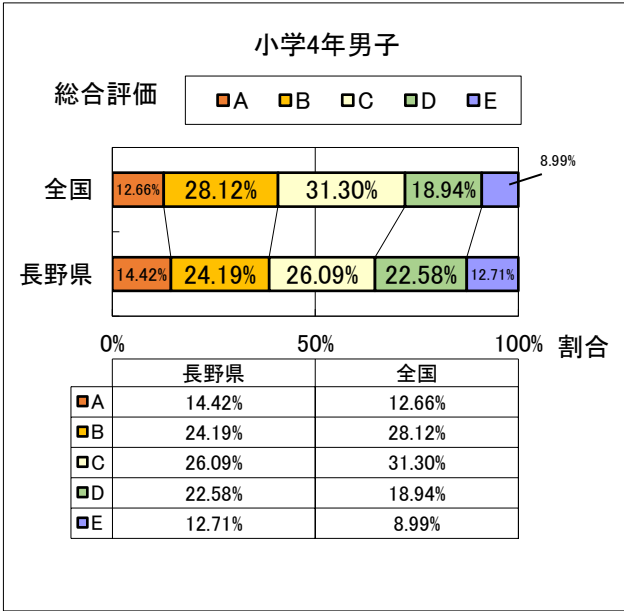 小学4年男子
総合評価 A B C D E
8.99%
全国 12.66% 28.12% 31.30% 18.94%
長野県 14.42% 24.19% 26.09% 22.58% 12.71%
0% 50% 100% 割合
長野県 全国
A 14.42% 12.66%
B 24.19% 28.12%
C 26.09% 31.30%
D 22.58% 18.94%
E 12.71% 8.99%